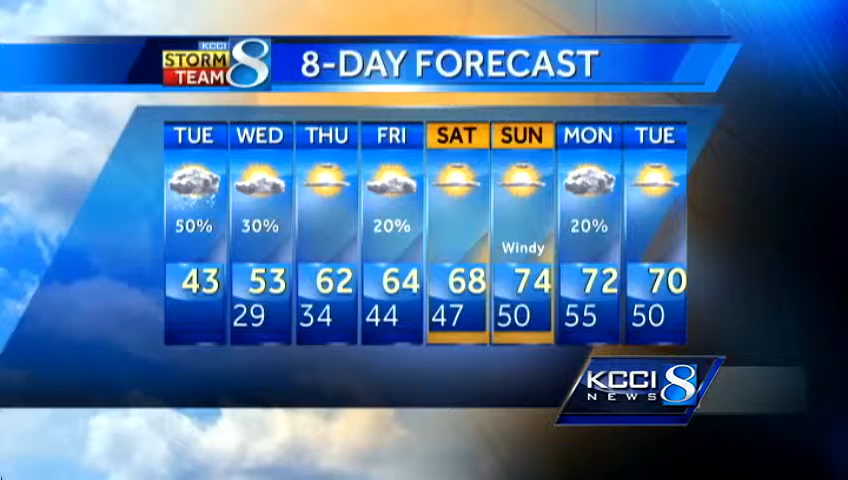 KCCI
STORM
TEAM 8
8-DAY FORECAST
TUE WED THU FRI SAT SUN MON TUE
50% 30% 20% 20%
Windy
43 53 62 64 68 74 72 70
29 34 44 47 50 55 50
KCCI 8
NEWS